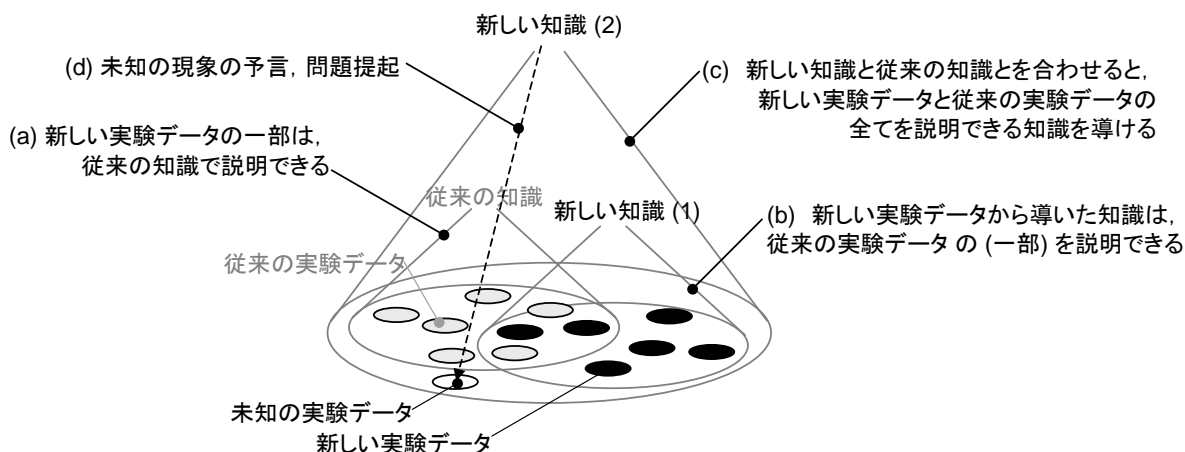 新しい知識 (2)
(d) 未知の現象の予言，問題提起
(c) 新しい知識と従来の知識とを合わせると，
新しい実験データと従来の実験データの
全てを説明できる知識を導ける
(a) 新しい実験データの一部は，
従来の知識で説明できる
従来の知識
新しい知識 (1)
(b) 新しい実験データから導いた知識は，
従来の実験データ の (一部) を説明できる
従来の実験データ
未知の実験データ
新しい実験データ